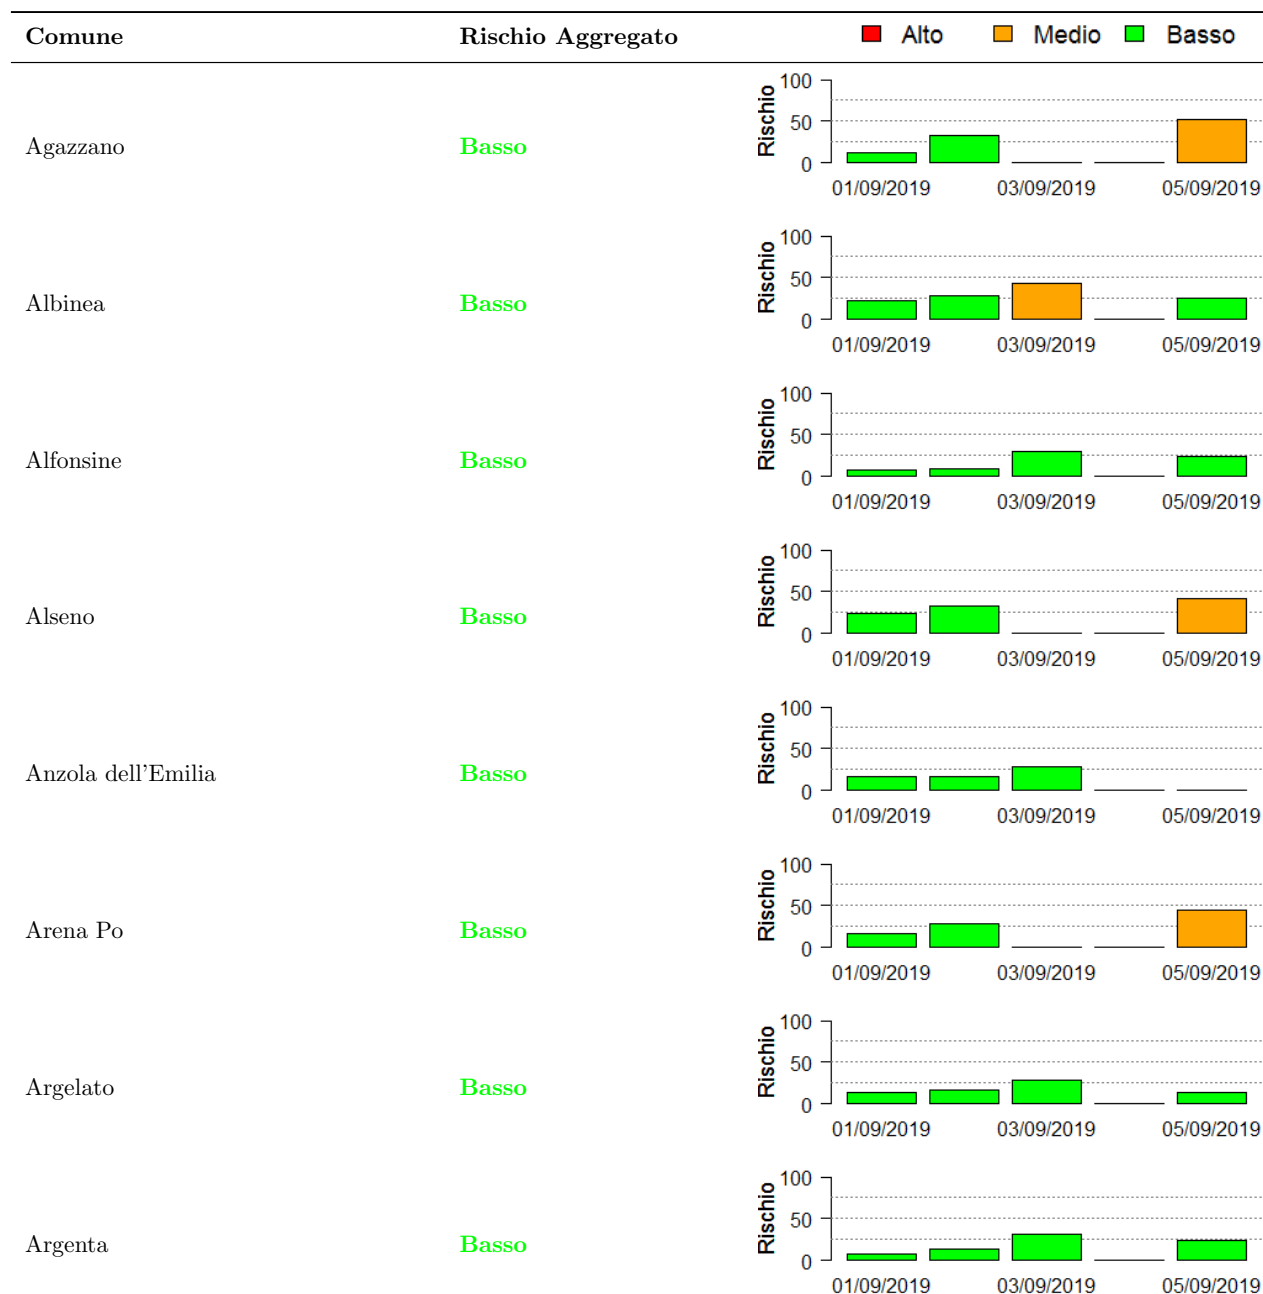 Comune Rischio Aggregato Alto Medio Basso
100
50
0
Rischio
Agazzano Basso
01/09/2019 03/09/2019 05/09/2019
100
50
0
Rischio
Albinea Basso
01/09/2019 03/09/2019 05/09/2019
100
50
0
Rischio
Alfonsine Basso
01/09/2019 03/09/2019 05/09/2019
100
50
0
Rischio
Alseno Basso
01/09/2019 03/09/2019 05/09/2019
100
50
0
Rischio
Anzola dell'Emilia Basso
01/09/2019 03/09/2019 05/09/2019
100
50
0
Rischio
Arena Po Basso
01/09/2019 03/09/2019 05/09/2019
100
50
0
Rischio
Argelato Basso
01/09/2019 03/09/2019 05/09/2019
100
50
0
Rischio
Argenta Basso
01/09/2019 03/09/2019 05/09/2019